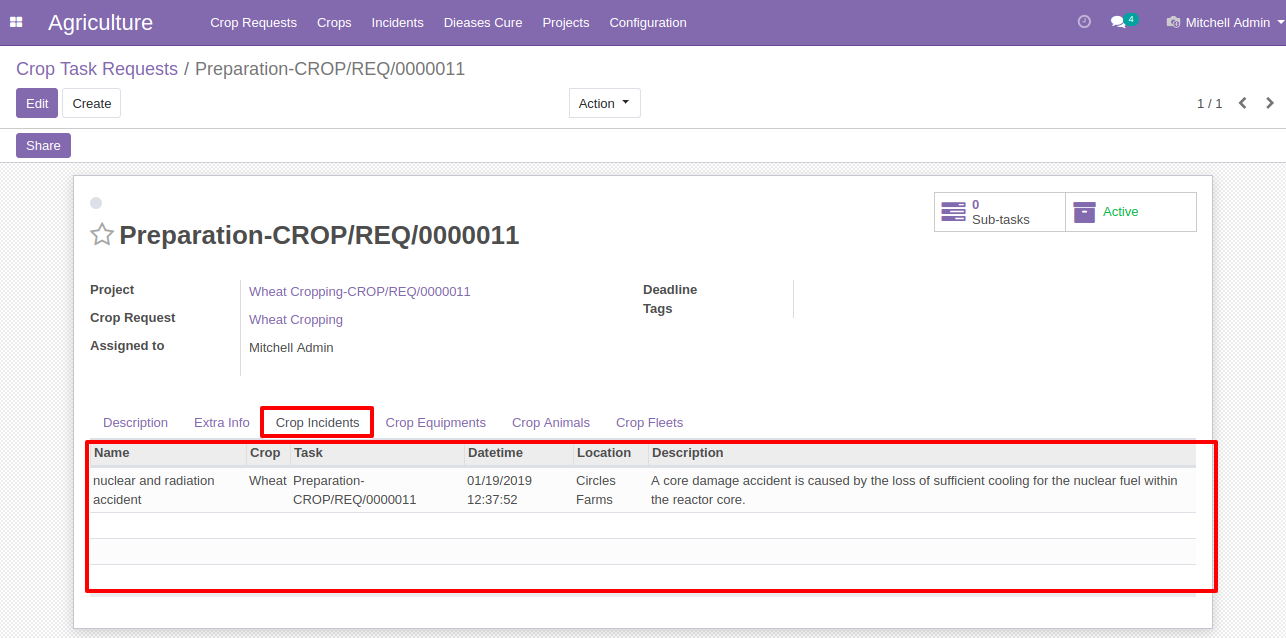 Agriculture Crop Requests Crops Incidents Dieases Cure Projects Configuration 4 Mitchell Admin
Crop Task Requests / Preparation-CROP/REQ/0000011
Edit Create Action 1 / 1
Share
0
Sub-tasks
Active
Preparation-CROP/REQ/0000011
Project Wheat Cropping-CROP/REQ/0000011
Crop Request Wheat Cropping
Assigned to Mitchell Admin
Deadline
Tags
Description Extra Info Crop Incidents Crop Equipments Crop Animals Crop Fleets
Name Crop Task Datetime Location Description
nuclear and radiation Wheat Preparation- 01/19/2019 Circles A core damage accident is caused by the loss of sufficient cooling for the nuclear fuel within
accident CROP/REQ/0000011 12:37:52 Farms the reactor core.